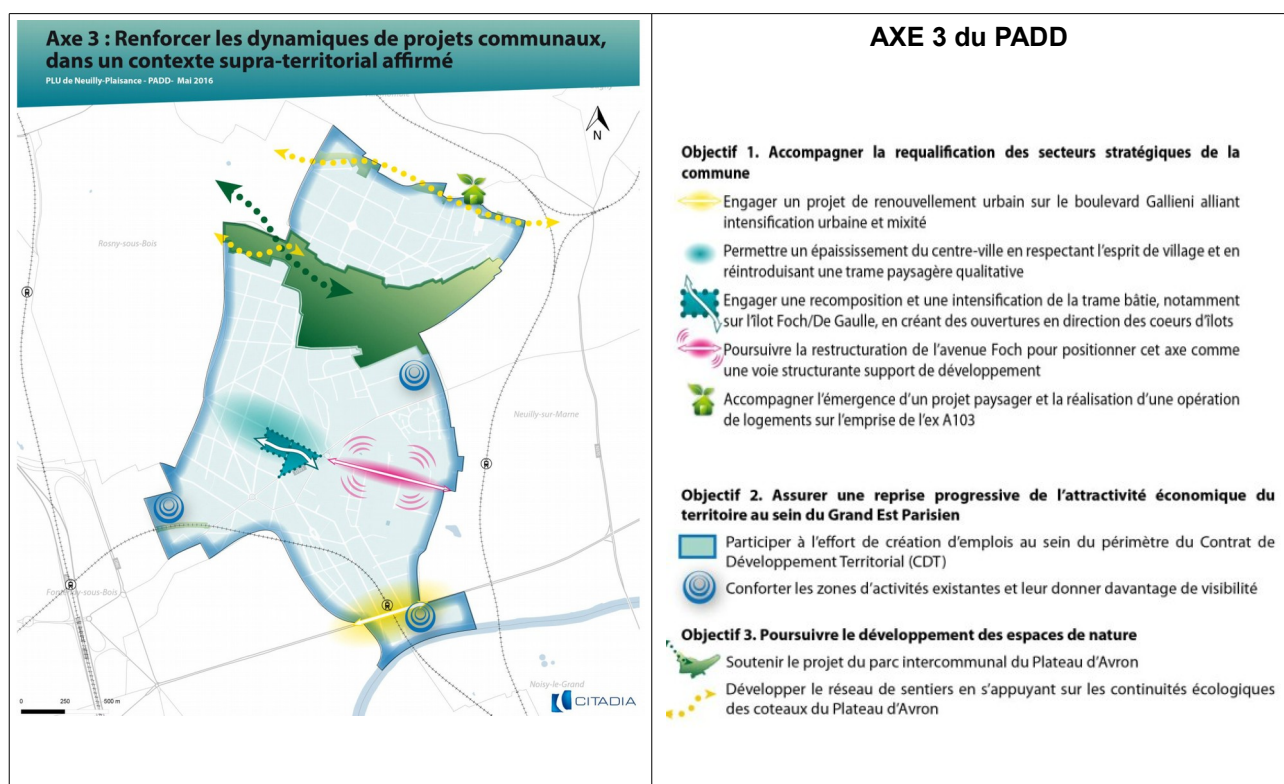 Axe 3 : Renforcer les dynamiques de projets communaux,
dans un contexte supra-territorial affirmé
PLU de Neuilly-Plaisance - PADD- Mai 2016
N
Rosny-sous-Bois
Neuilly-sur-Marne
Fontenay-sous-Bois
Noisy-le-Grand
0 250 500 m
CITADIA
AXE 3 du PADD
Objectif 1. Accompagner la requalification des secteurs stratégiques de la
commune
Engager un projet de renouvellement urbain sur le boulevard Gallieni alliant
intensification urbaine et mixité
Permettre un épaississement du centre-ville en respectant l'esprit de village et en
réintroduisant une trame paysagère qualitative
Engager une recomposition et une intensification de la trame bâtie, notamment
sur l'îlot Foch/De Gaulle, en créant des ouvertures en direction des coeurs d'îlots
Poursuivre la restructuration de l'avenue Foch pour positionner cet axe comme
une voie structurante support de développement
Accompagner l'émergence d'un projet paysager et la réalisation d'une opération
de logements sur l'emprise de l'ex A103
Objectif 2. Assurer une reprise progressive de l'attractivité économique du
territoire au sein du Grand Est Parisien
Participer à l'effort de création d'emplois au sein du périmètre du Contrat de
Développement Territorial (CDT)
Conforter les zones d'activités existantes et leur donner davantage de visibilité
Objectif 3. Poursuivre le développement des espaces de nature
Soutenir le projet du parc intercommunal du Plateau d'Avron
Développer le réseau de sentiers en s'appuyant sur les continuités écologiques
des coteaux du Plateau d'Avron